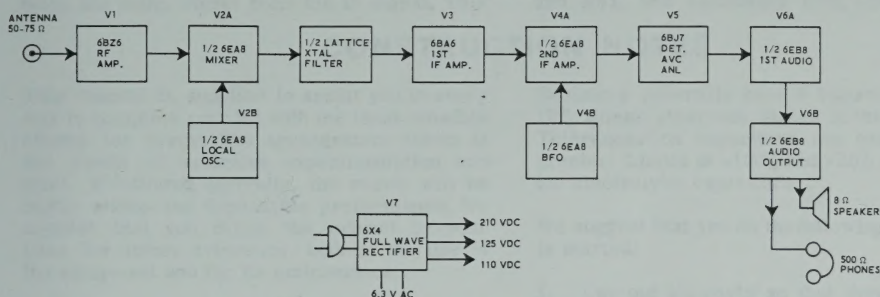 ANTENNA
50-75 Ω
V1
6BZ6
RF
AMP.
V2A
1/2 6EA8
MIXER
1/2 LATTICE
XTAL
FILTER
V3
6BA6
1ST
IF AMP.
V4A
1/2 6EA8
2ND
IF AMP.
V5
6BJ7
DET.
AVC
ANL
V6A
1/2 6EB8
1ST AUDIO
V2B
1/2 6EA8
LOCAL
OSC.
V4B
1/2 6EA8
BFO
V6B
1/2 6EB8
AUDIO
OUTPUT
8 Ω
SPEAKER
500 Ω
PHONES
V7
6X4
FULL WAVE
RECTIFIER
210 VDC
125 VDC
110 VDC
6.3 V AC